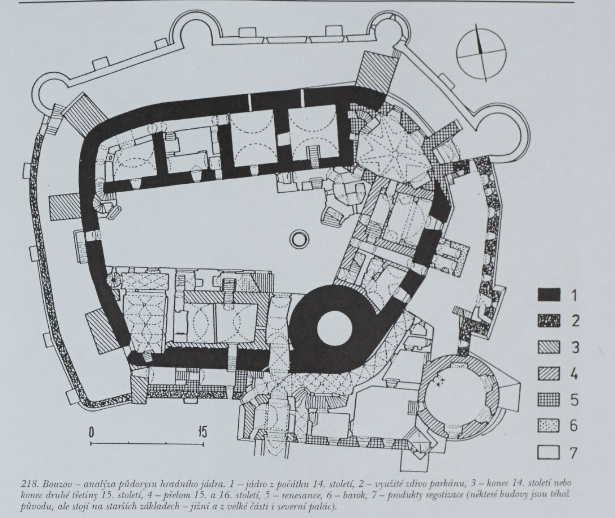 1
2
3
4
5
6
7
0 15
218. Bouzov – analýza půdorysu hradního jádra. 1 – jádro z počátku 14. století, 2 – využité zdivo parkánu, 3 – konec 14. století nebo
konec druhé třetiny 15. století, 4 – přelom 15. a 16. století, 5 – renesance, 6 – barok, 7 – produkty regotizace (některé budovy jsou téhož
původu, ale stojí na starších základech – jižní a z velké části i severní palác).